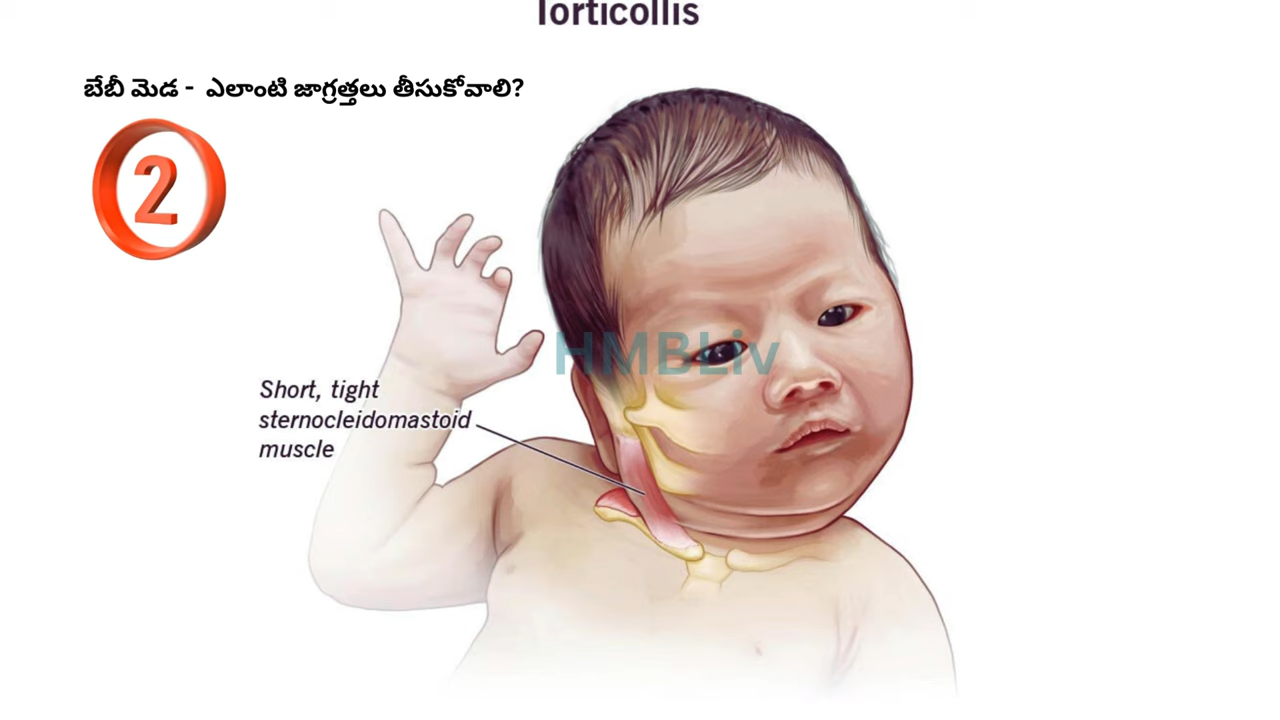 Torticollis
బేబీ మెడ - ఎలాంటి జాగ్రత్తలు తీసుకోవాలి?
2
HMBLiv
Short, tight
sternocleidomastoid
muscle